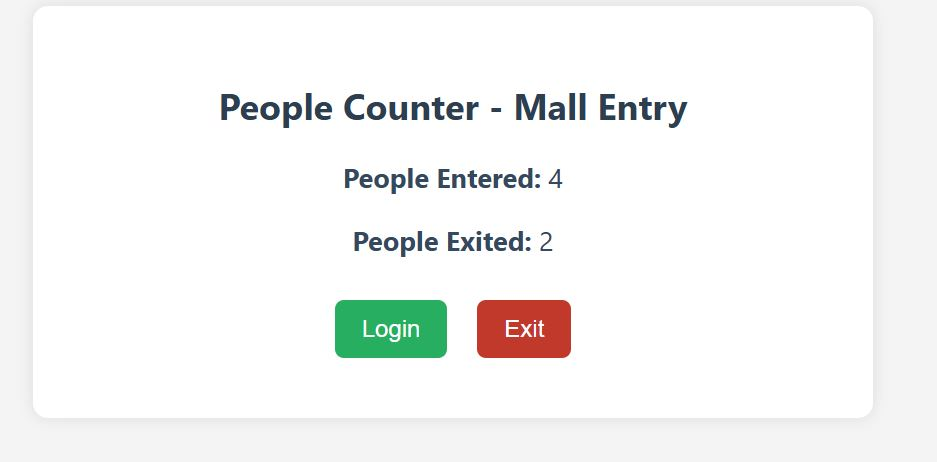 People Counter - Mall Entry
People Entered: 4
People Exited: 2
Login Exit